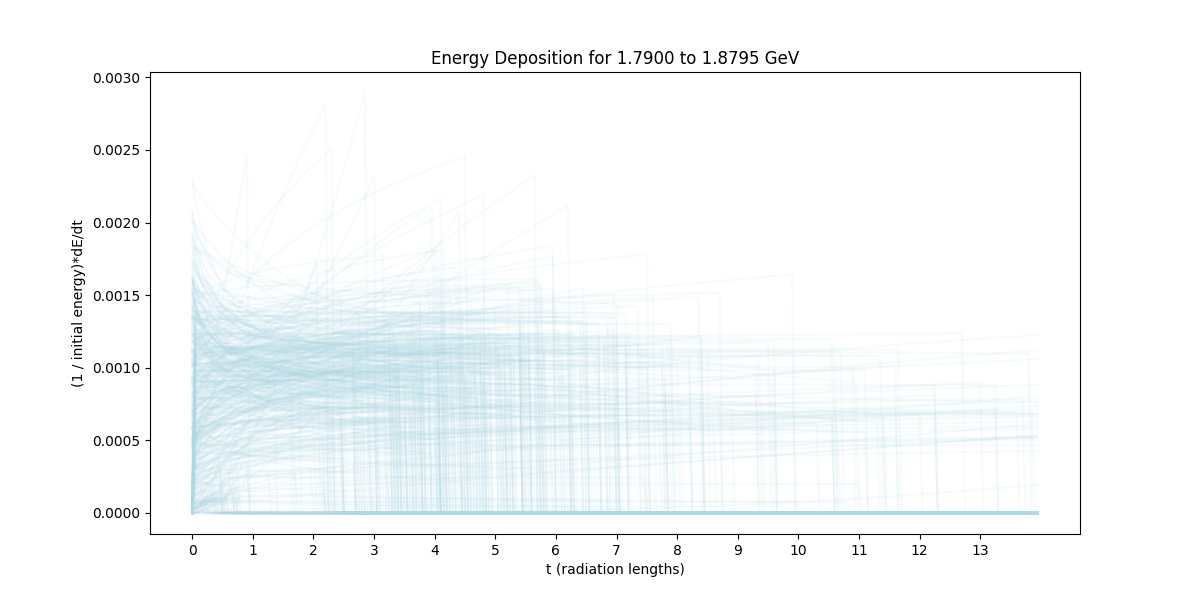 Energy Deposition for 1.7900 to 1.8795 GeV
(1 / initial energy)*dE/dt
0.0030
0.0025
0.0020
0.0015
0.0010
0.0005
0.0000
0 1 2 3 4 5 6 7 8 9 10 11 12 13
t (radiation lengths)